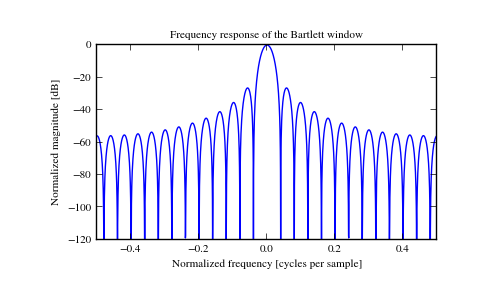 Frequency response of the Bartlett window
Normalized magnitude [dB]
0
−20
−40
−60
−80
−100
−120
−0.4 −0.2 0.0 0.2 0.4
Normalized frequency [cycles per sample]